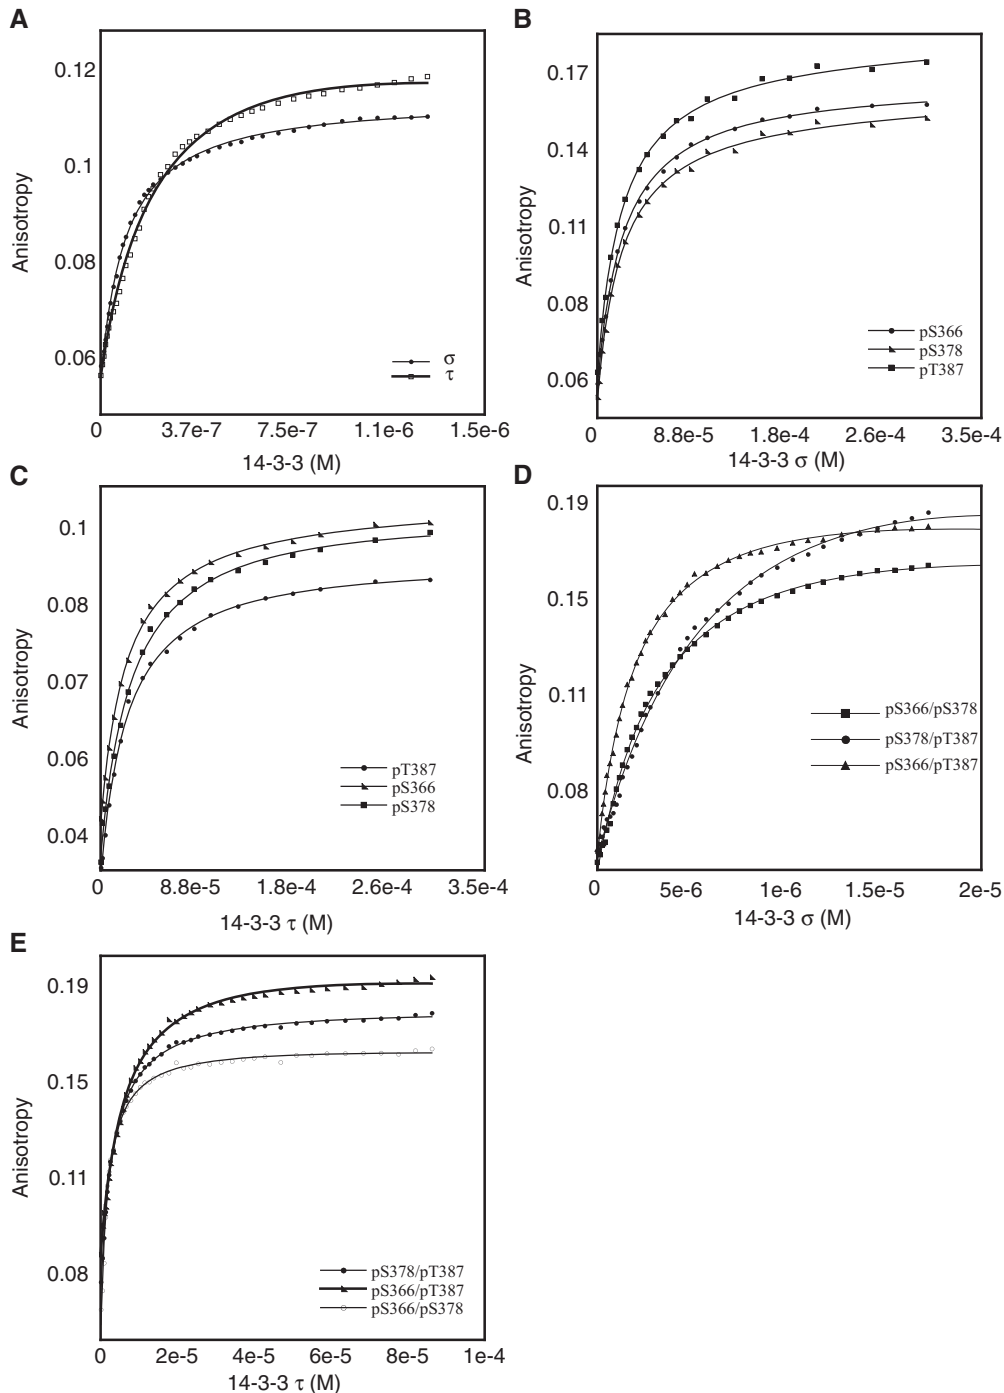 A
Anisotropy
0.12
0.1
0.08
0.06
σ
τ
0
3.7e-7
7.5e-7
1.1e-6
1.5e-6
14-3-3 (M)
B
Anisotropy
0.17
0.14
0.11
0.08
0.06
pS366
pS378
pT387
0
8.8e-5
1.8e-4
2.6e-4
3.5e-4
14-3-3 σ (M)
C
Anisotropy
0.1
0.08
0.07
0.06
0.04
pT387
pS366
pS378
0
8.8e-5
1.8e-4
2.6e-4
3.5e-4
14-3-3 τ (M)
D
Anisotropy
0.19
0.15
0.11
0.08
pS366/pS378
pS378/pT387
pS366/pT387
0
5e-6
1e-6
1.5e-5
2e-5
14-3-3 σ (M)
E
Anisotropy
0.19
0.15
0.11
0.08
pS378/pT387
pS366/pT387
pS366/pS378
0
2e-5
4e-5
6e-5
8e-5
1e-4
14-3-3 τ (M)